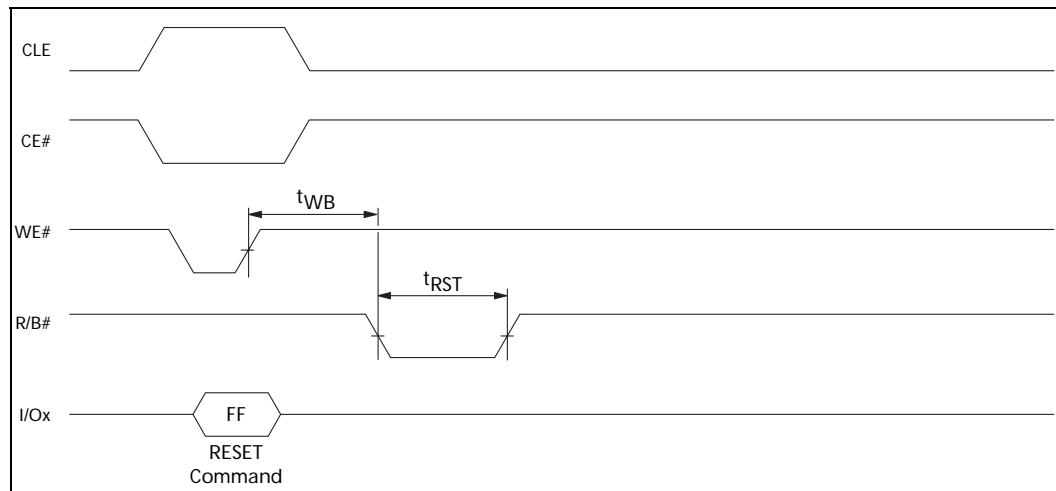 CLE
CE#
tWB
WE#
tRST
R/B#
I/Ox
FF
RESET
Command